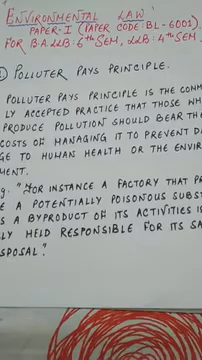 ENVIRONMENTAL LAW
PAPER-I (PAPER CODE: BL-6001)
FOR B.A.LLB: 6TH SEM, LLB: 4TH SEM.
POLLUTER PAYS PRINCIPLE.
POLLUTER PAYS PRINCIPLE IS THE
LY ACCEPTED PRACTICE THAT THOSE
PRODUCE POLLUTION SHOULD BEAR THE
COSTS OF MANAGING IT TO PREVENT
GE TO HUMAN HEALTH OR THE
MENT.
"FOR INSTANCE A FACTORY THAT
A POTENTIALLY POISONOUS
AS A BYPRODUCT OF ITS ACTIVITIES IS
LY HELD RESPONSIBLE FOR ITS
SPOSAL".